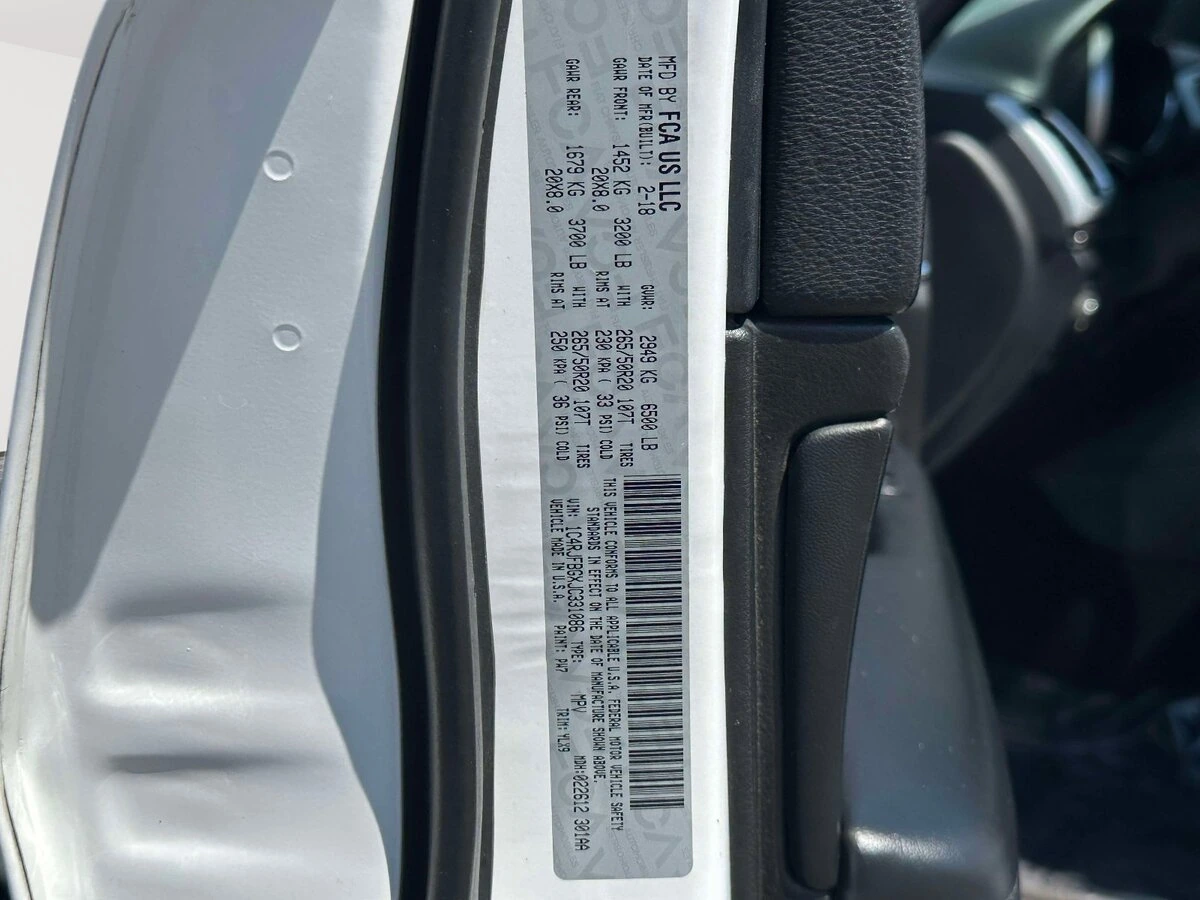 MFD BY FCA US LLC
DATE OF MFR(BUILT): 2-18 GVWR: 2949 KG 6500 LB
GAWR FRONT: 1452 KG 3200 LB WITH 265/50R20 107T TIRES
20X8.0 RIMS AT 230 KPA ( 33 PSI) COLD
GAWR REAR: 1679 KG 3700 LB WITH 265/50R20 107T TIRES
20X8.0 RIMS AT 250 KPA ( 36 PSI) COLD
THIS VEHICLE CONFORMS TO ALL APPLICABLE U.S.A. FEDERAL MOTOR VEHICLE SAFETY
STANDARDS IN EFFECT ON THE DATE OF MANUFACTURE SHOWN ABOVE.
VIN: 1C4RJFBGXJC331086 TYPE: MPV MDH:022612 301AA
VEHICLE MADE IN U.S.A. PAINT: PW7 TRIM: YLX9